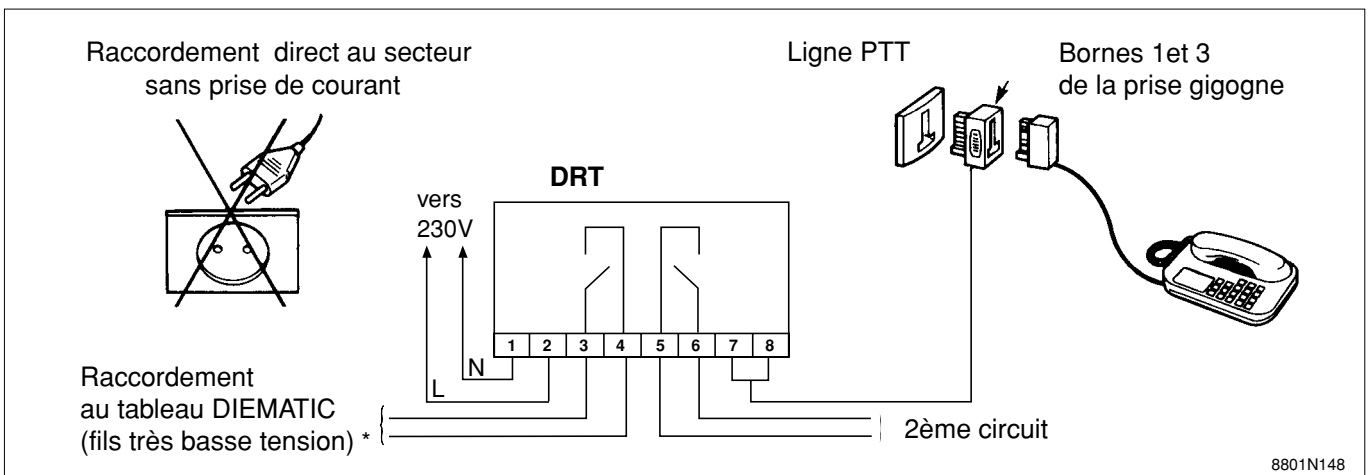 Raccordement direct au secteur
sans prise de courant
Ligne PTT
Bornes 1et 3
de la prise gigogne
DRT
vers
230V
1 2 3 4 5 6 7 8
N
L
Raccordement
au tableau DIEMATIC
(fils très basse tension) *
2ème circuit
8801N148